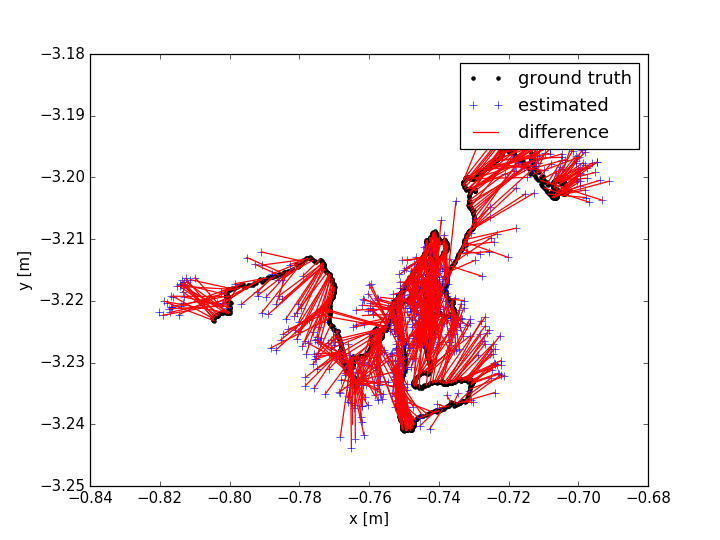 −3.18
−3.19
−3.20
−3.21
−3.22
−3.23
−3.24
−3.25
y [m]
ground truth
estimated
difference
−0.84 −0.82 −0.80 −0.78 −0.76 −0.74 −0.72 −0.70 −0.68
x [m]